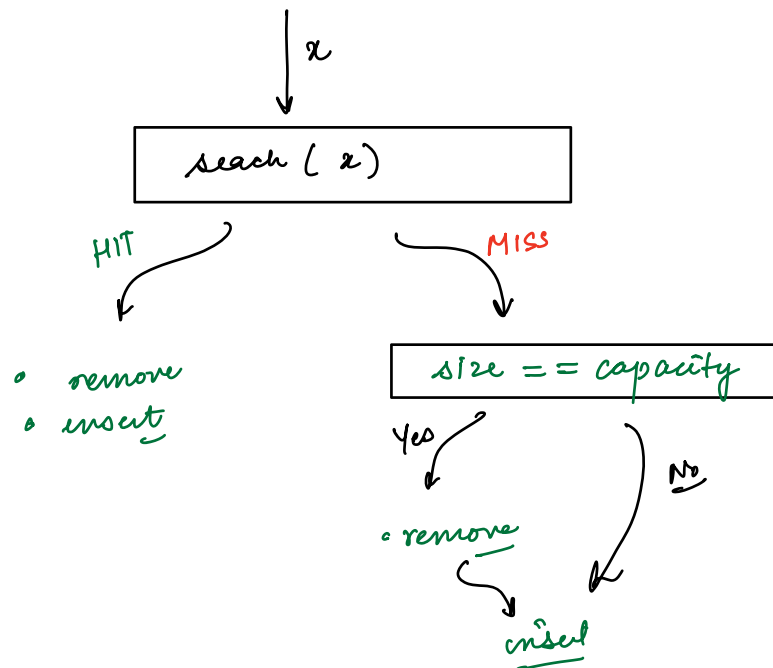 x
seach ( x )
HIT
MISS
• remove
• insert
size == capacity
Yes
No
• remove
insert